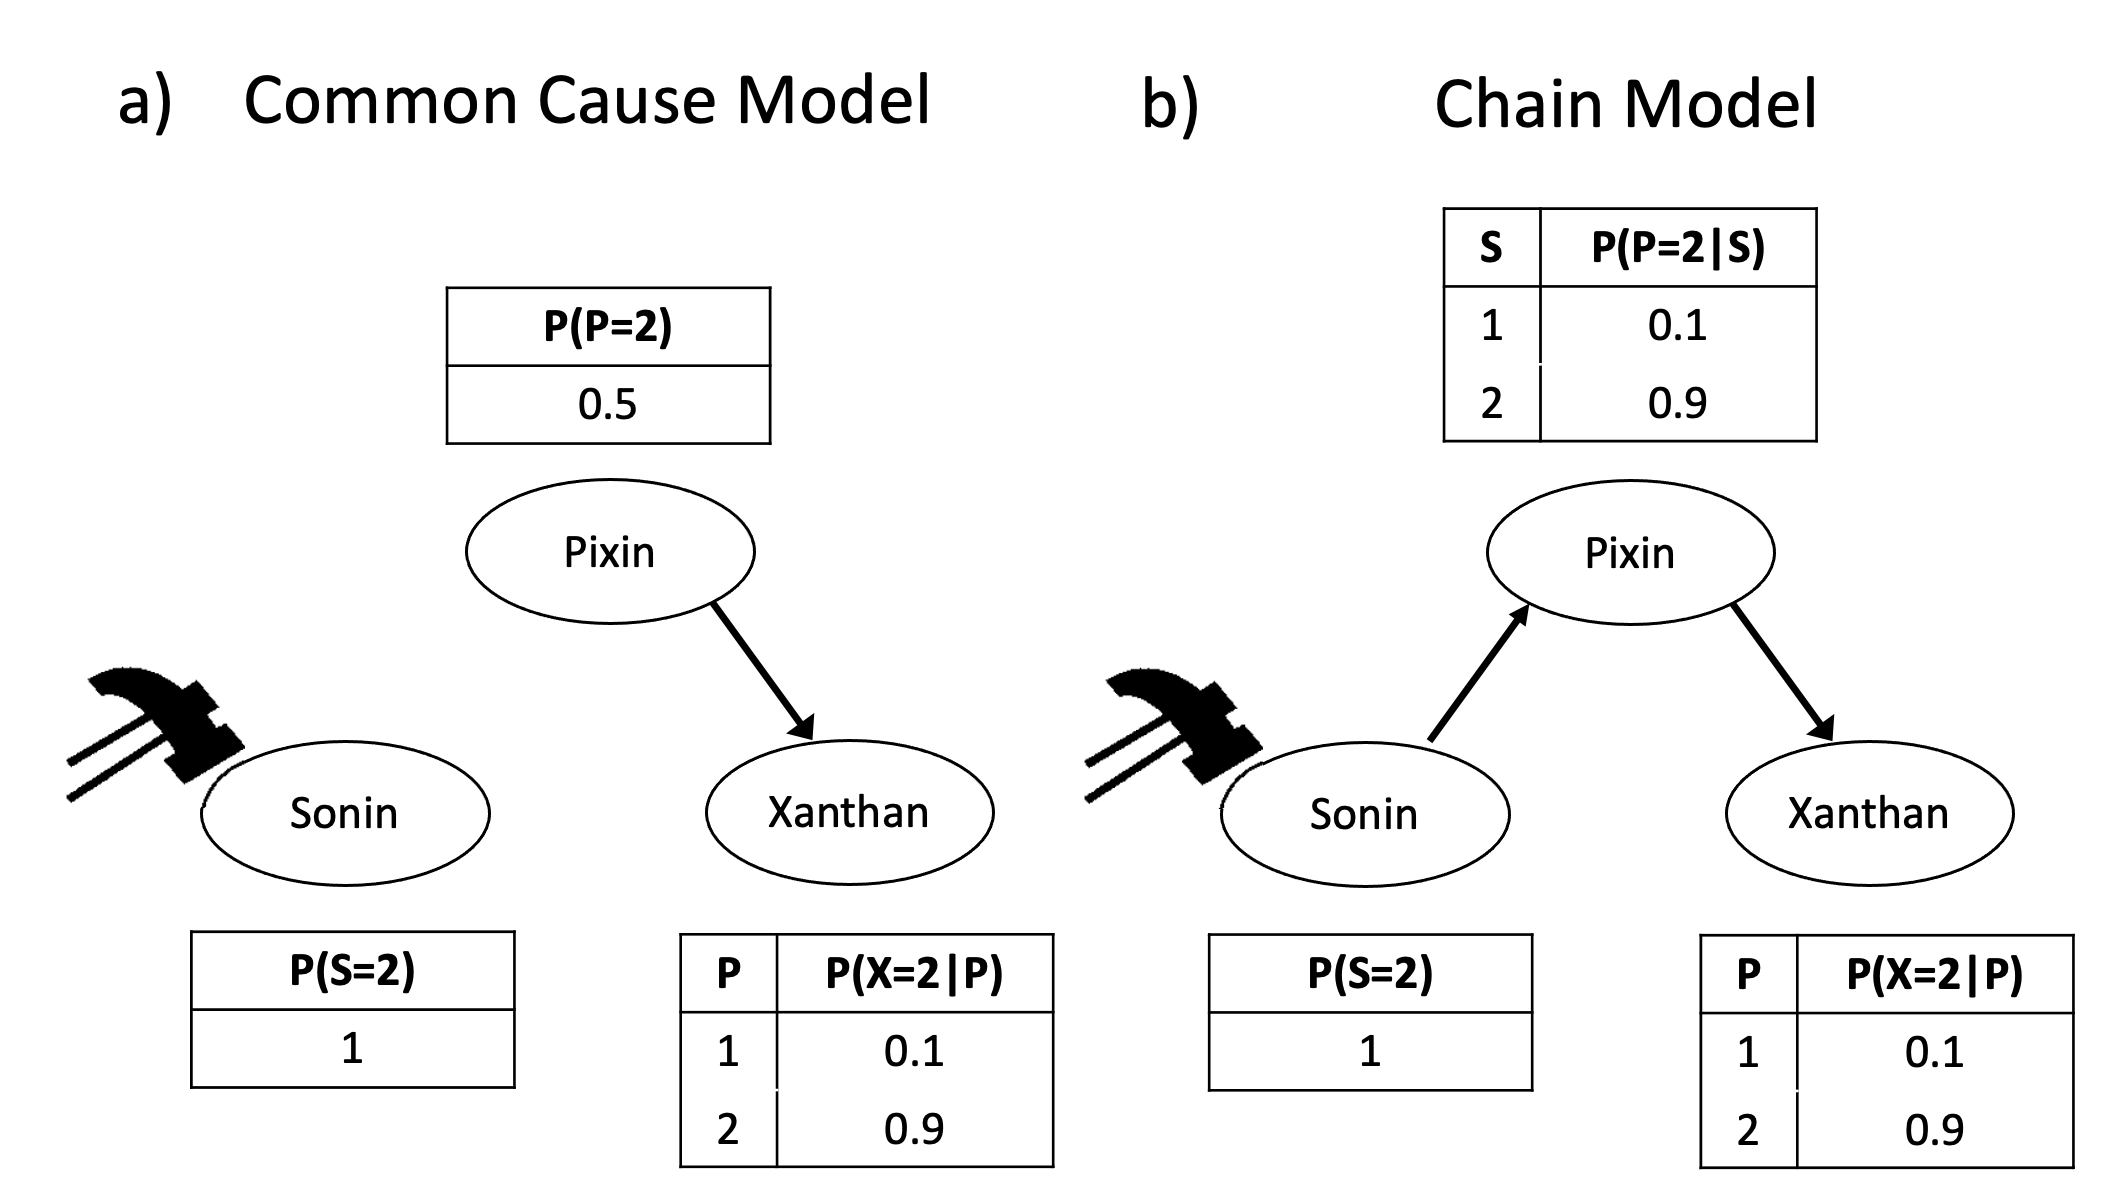 a) Common Cause Model
P(P=2)
0.5
Pixin
Sonin
Xanthan
P(S=2)
1
P P(X=2|P)
1 0.1
2 0.9
b) Chain Model
S P(P=2|S)
1 0.1
2 0.9
Pixin
Sonin
Xanthan
P(S=2)
1
P P(X=2|P)
1 0.1
2 0.9